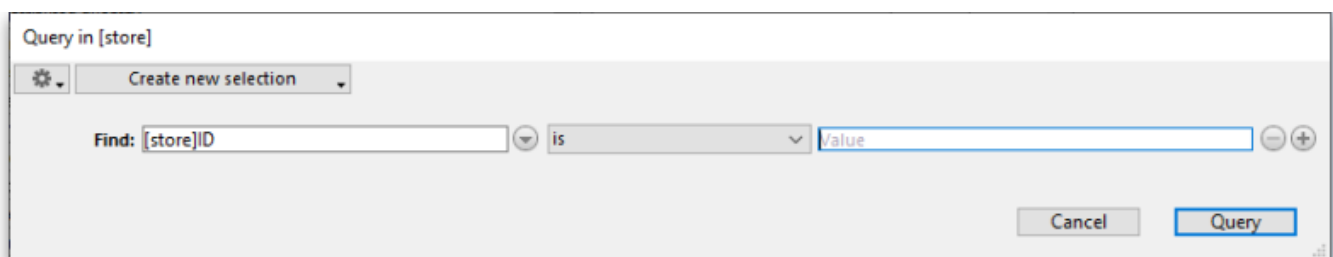 Query in [store]
Create new selection
Find: [store]ID is Value
Cancel Query